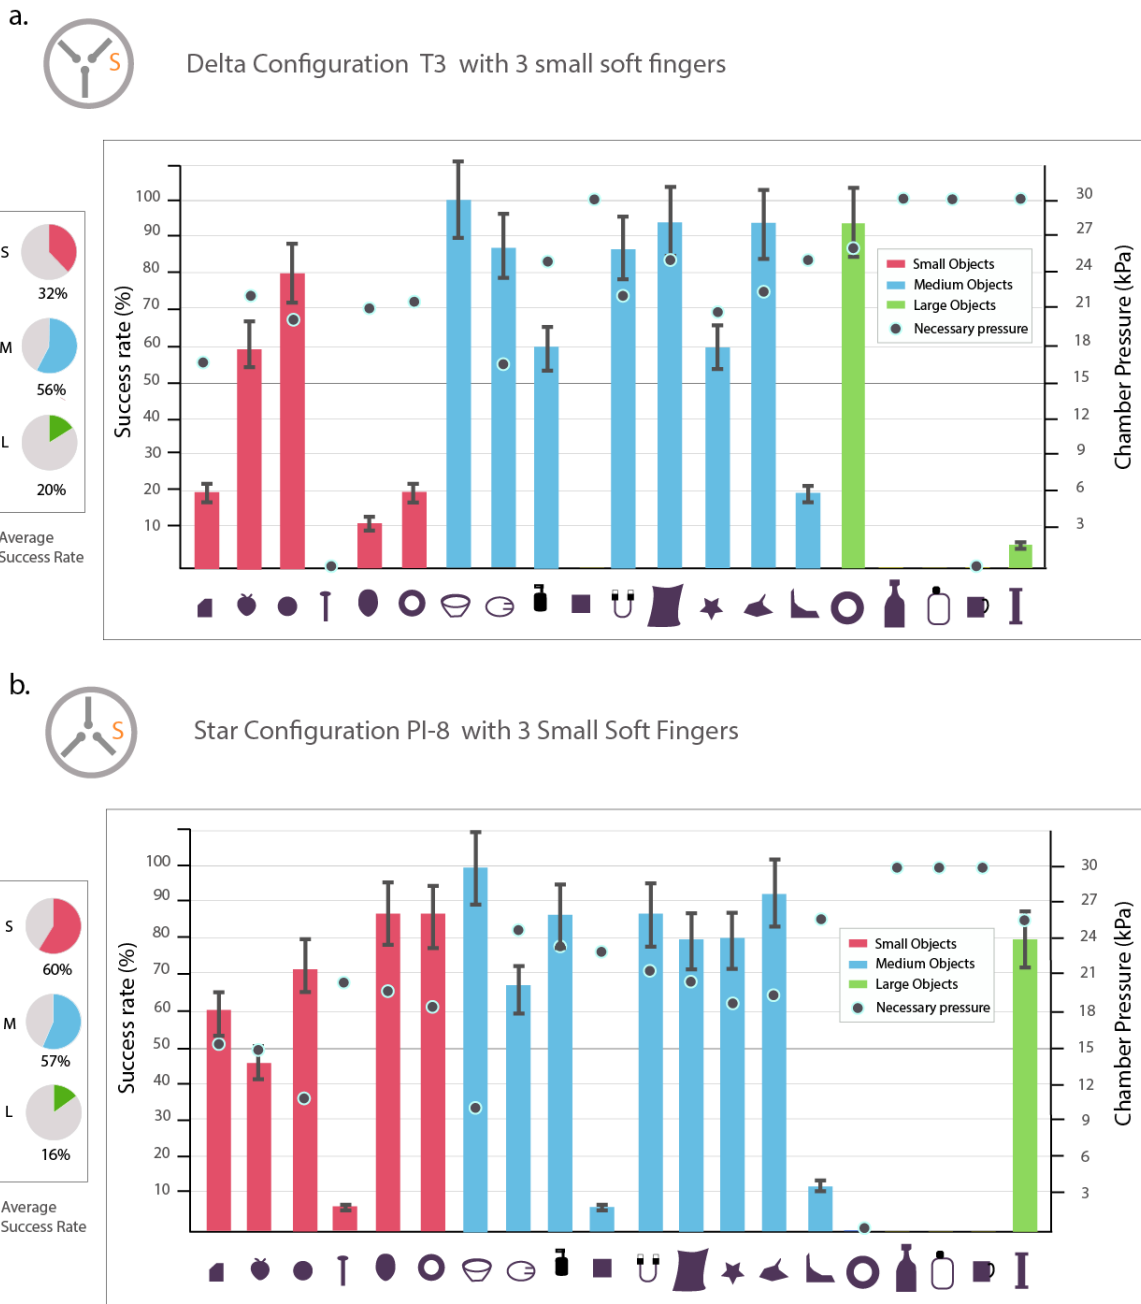 a.
S
Delta Configuration T3 with 3 small soft fingers
S
32%
M
56%
L
20%
Average
Success Rate
Success rate (%)
100
90
80
70
60
50
40
30
20
10
30
27
24
21
18
15
12
9
6
3
Chamber Pressure (kPa)
Small Objects
Medium Objects
Large Objects
Necessary pressure
b.
S
Star Configuration PI-8 with 3 Small Soft Fingers
S
60%
M
57%
L
16%
Average
Success Rate
Success rate (%)
100
90
80
70
60
50
40
30
20
10
30
27
24
21
18
15
12
9
6
3
Chamber Pressure (kPa)
Small Objects
Medium Objects
Large Objects
Necessary pressure